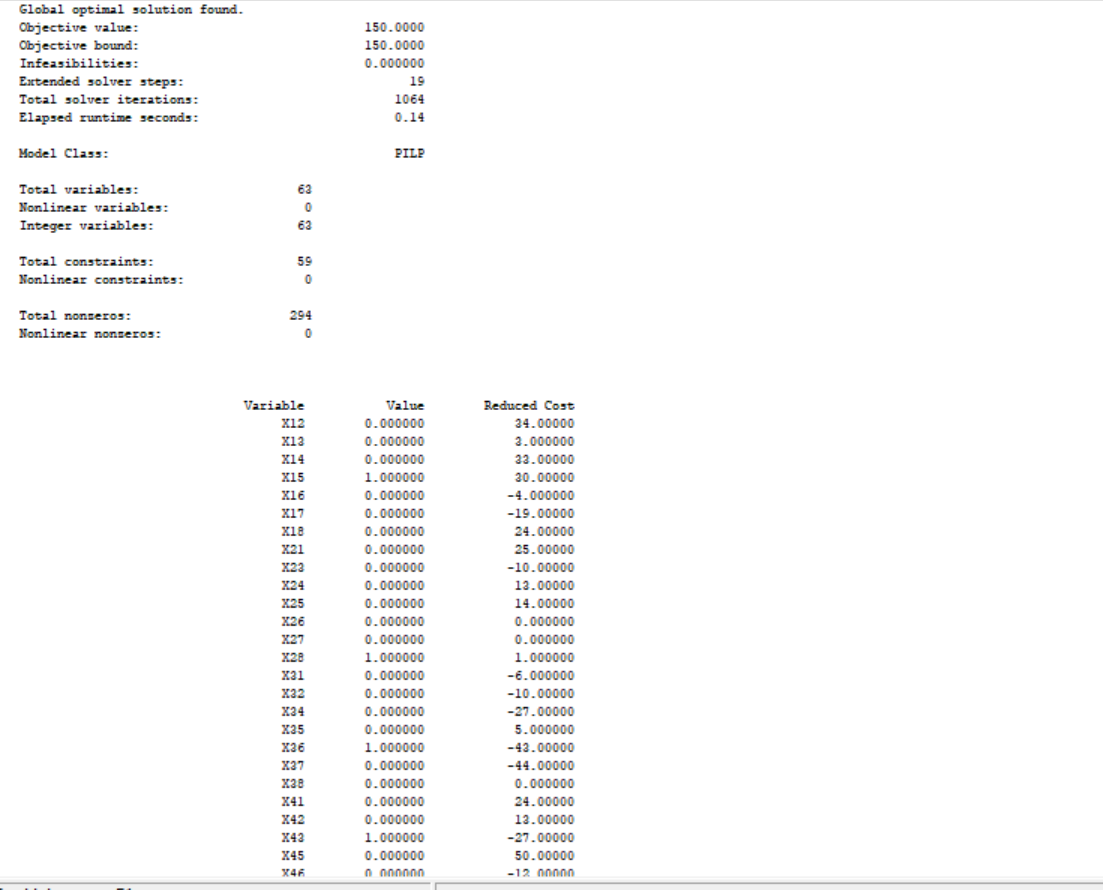 Global optimal solution found.
Objective value: 150.0000
Objective bound: 150.0000
Infeasibilities: 0.000000
Extended solver steps: 19
Total solver iterations: 1064
Elapsed runtime seconds: 0.14
Model Class: PILP
Total variables: 63
Nonlinear variables: 0
Integer variables: 63
Total constraints: 59
Nonlinear constraints: 0
Total nonzeros: 294
Nonlinear nonzeros: 0
Variable Value Reduced Cost
X12 0.000000 34.00000
X13 0.000000 3.000000
X14 0.000000 33.00000
X15 1.000000 30.00000
X16 0.000000 -4.000000
X17 0.000000 -19.00000
X18 0.000000 24.00000
X21 0.000000 25.00000
X23 0.000000 -10.00000
X24 0.000000 13.00000
X25 0.000000 14.00000
X26 0.000000 0.000000
X27 0.000000 0.000000
X28 1.000000 1.000000
X31 0.000000 -6.000000
X32 0.000000 -10.00000
X34 0.000000 -27.00000
X35 0.000000 5.000000
X36 1.000000 -43.00000
X37 0.000000 -44.00000
X38 0.000000 0.000000
X41 0.000000 24.00000
X42 0.000000 13.00000
X43 1.000000 -27.00000
X45 0.000000 50.00000
X46 0.000000 -12.00000